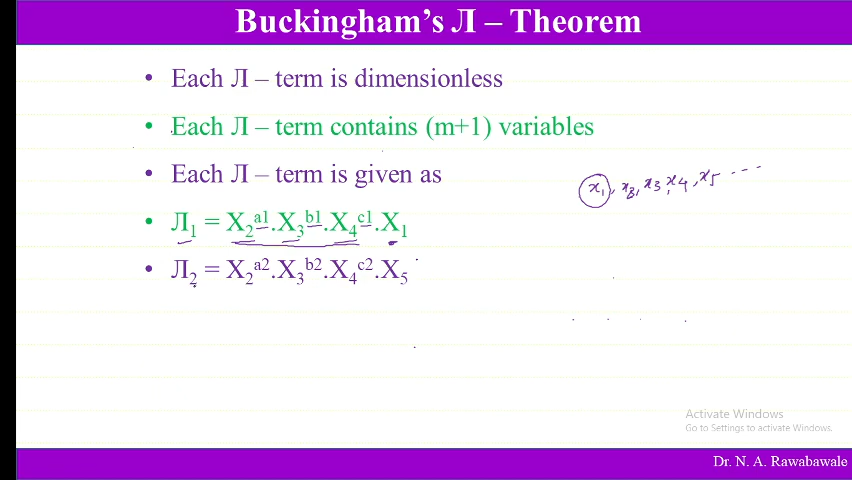 Buckingham's Л – Theorem
• Each Л – term is dimensionless
• Each Л – term contains (m+1) variables
• Each Л – term is given as
x₁, x₂, x₃, x₄, x₅ ----
• Л₁ = X₂ᵃ¹.X₃ᵇ¹.X₄ᶜ¹.X₁
• Л₂ = X₂ᵃ².X₃ᵇ².X₄ᶜ².X₅
Activate Windows
Go to Settings to activate Windows.
Dr. N. A. Rawabawale